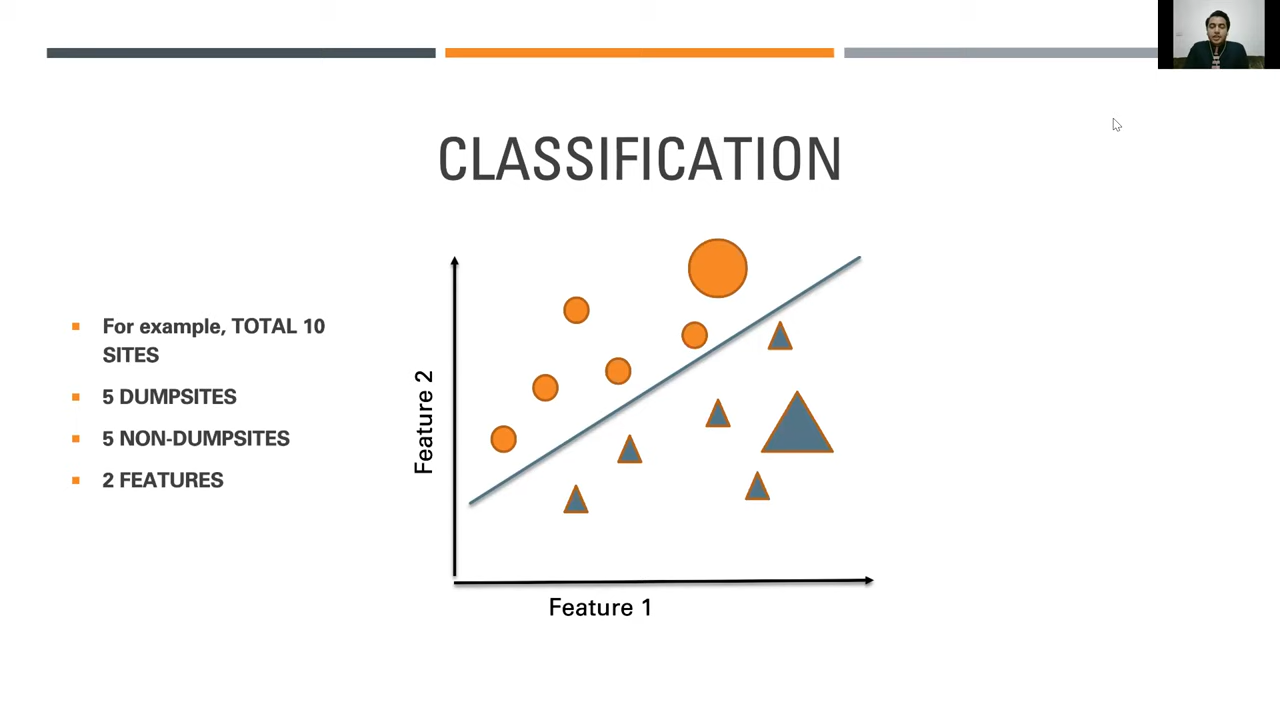 CLASSIFICATION
For example, TOTAL 10
SITES
5 DUMPSITES
5 NON-DUMPSITES
2 FEATURES
Feature 2
Feature 1